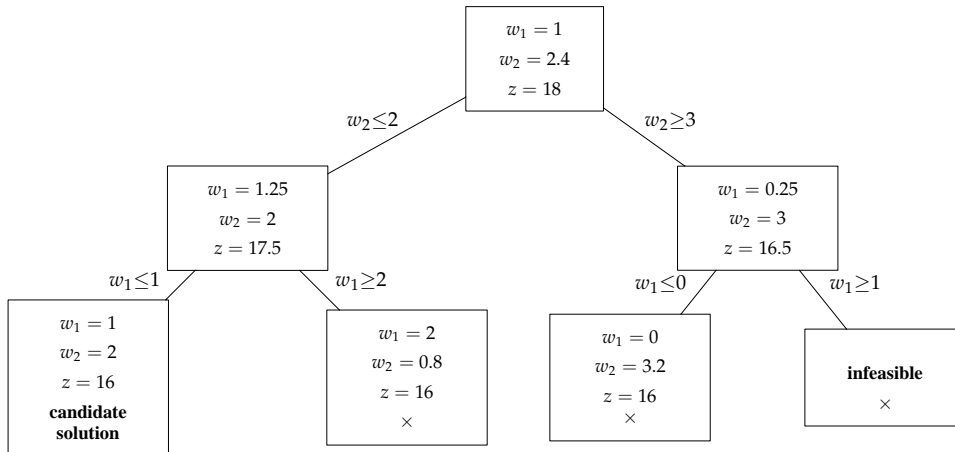 w₁ = 1
w₂ = 2.4
z = 18
w₂≤2
w₂≥3
w₁ = 1.25
w₂ = 2
z = 17.5
w₁ = 0.25
w₂ = 3
z = 16.5
w₁≤1
w₁≥2
w₁≤0
w₁≥1
w₁ = 1
w₂ = 2
z = 16
candidate
solution
w₁ = 2
w₂ = 0.8
z = 16
×
w₁ = 0
w₂ = 3.2
z = 16
×
infeasible
×